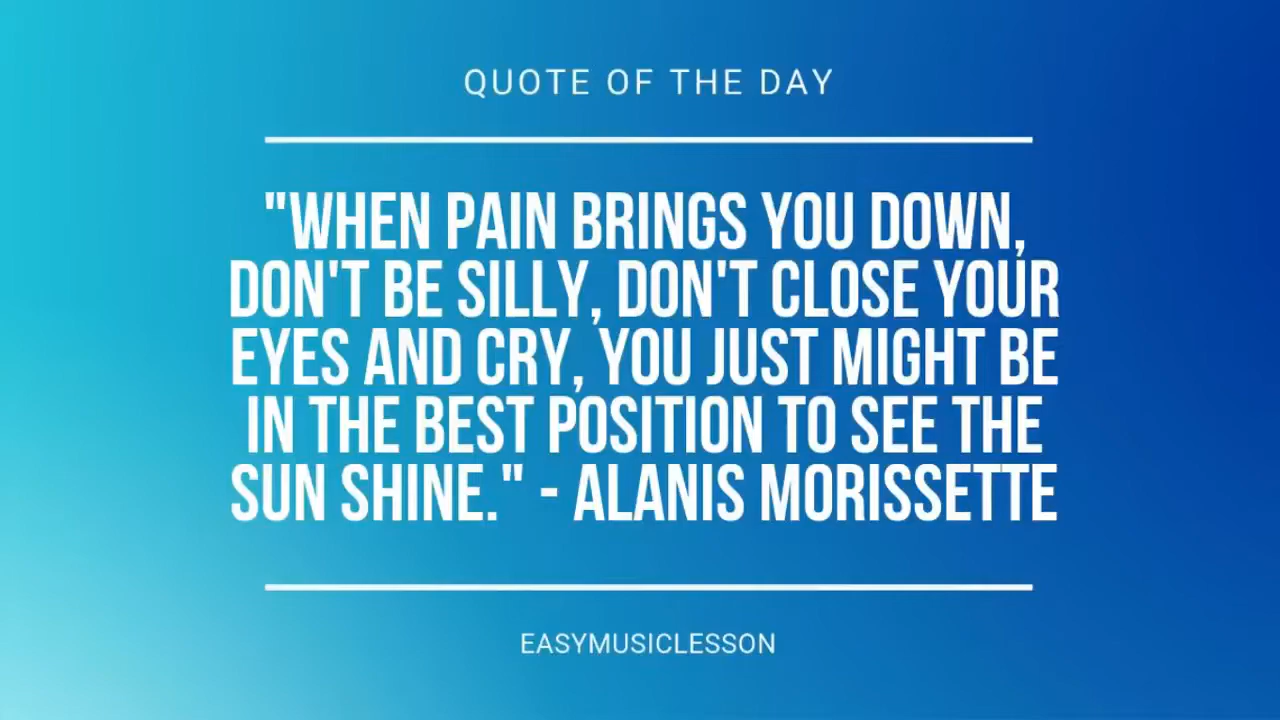 QUOTE OF THE DAY
"WHEN PAIN BRINGS YOU DOWN,
DON'T BE SILLY, DON'T CLOSE YOUR
EYES AND CRY, YOU JUST MIGHT BE
IN THE BEST POSITION TO SEE THE
SUN SHINE." - ALANIS MORISSETTE
EASYMUSICLESSON